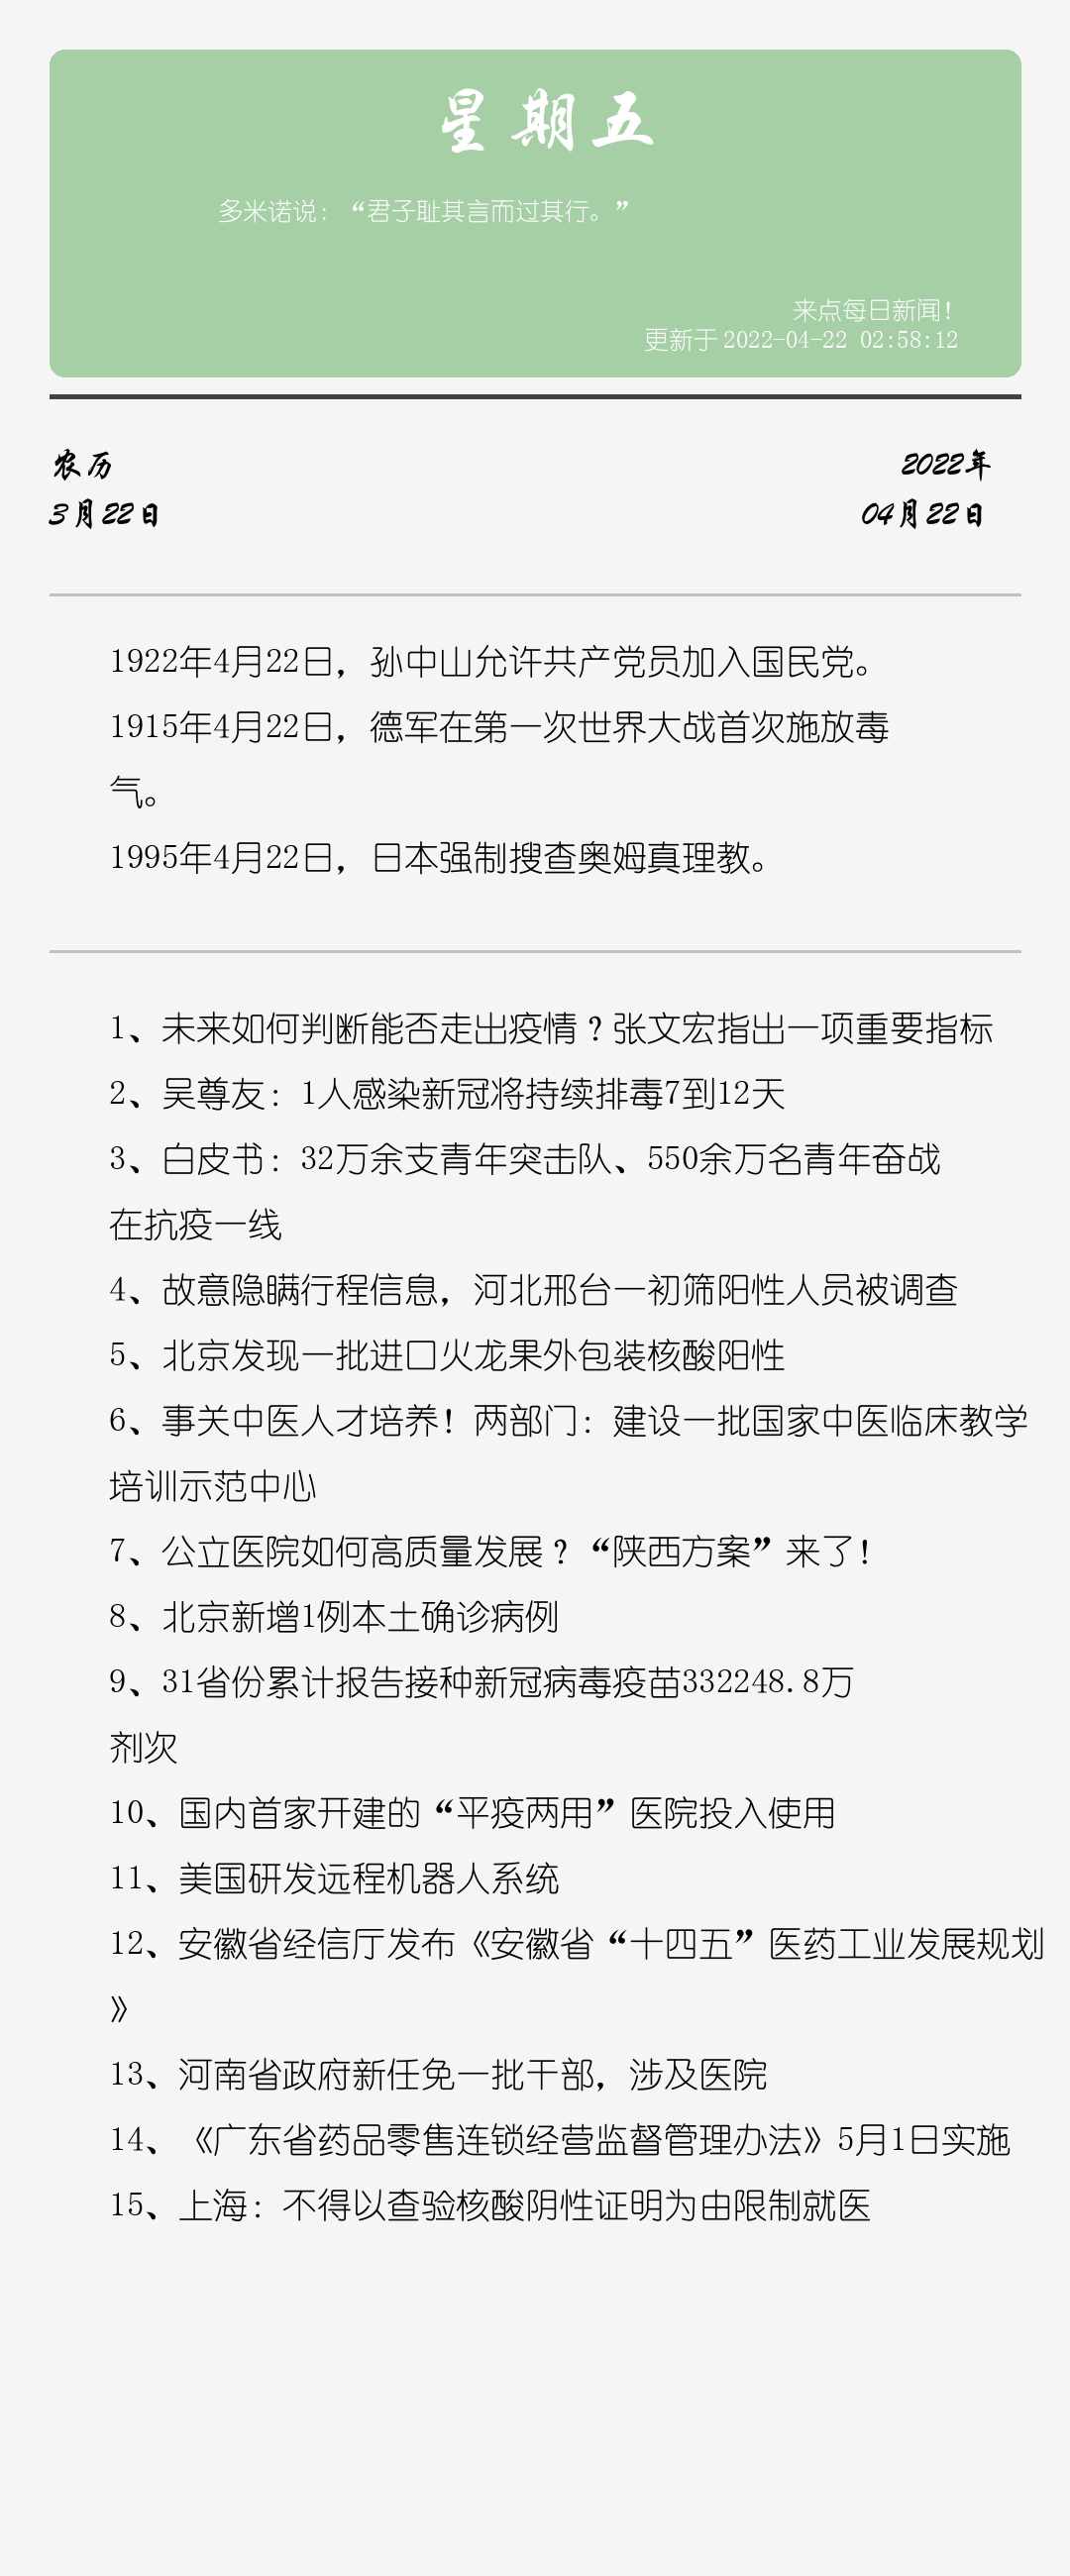 星期五
多米诺说：“君子耻其言而过其行。”
来点每日新闻！
更新于 2022-04-22 02:58:12
农历
2022年
3月22日
04月22日
1922年4月22日，孙中山允许共产党员加入国民党。
1915年4月22日，德军在第一次世界大战首次施放毒
气。
1995年4月22日，日本强制搜查奥姆真理教。
1、未来如何判断能否走出疫情？张文宏指出一项重要指标
2、吴尊友：1人感染新冠将持续排毒7到12天
3、白皮书：32万余支青年突击队、550余万名青年奋战
在抗疫一线
4、故意隐瞒行程信息，河北邢台一初筛阳性人员被调查
5、北京发现一批进口火龙果外包装核酸阳性
6、事关中医人才培养！两部门：建设一批国家中医临床教学
培训示范中心
7、公立医院如何高质量发展？“陕西方案”来了！
8、北京新增1例本土确诊病例
9、31省份累计报告接种新冠病毒疫苗332248.8万
剂次
10、国内首家开建的“平疫两用”医院投入使用
11、美国研发远程机器人系统
12、安徽省经信厅发布《安徽省“十四五”医药工业发展规划
》
13、河南省政府新任免一批干部，涉及医院
14、《广东省药品零售连锁经营监督管理办法》5月1日实施
15、上海：不得以查验核酸阴性证明为由限制就医